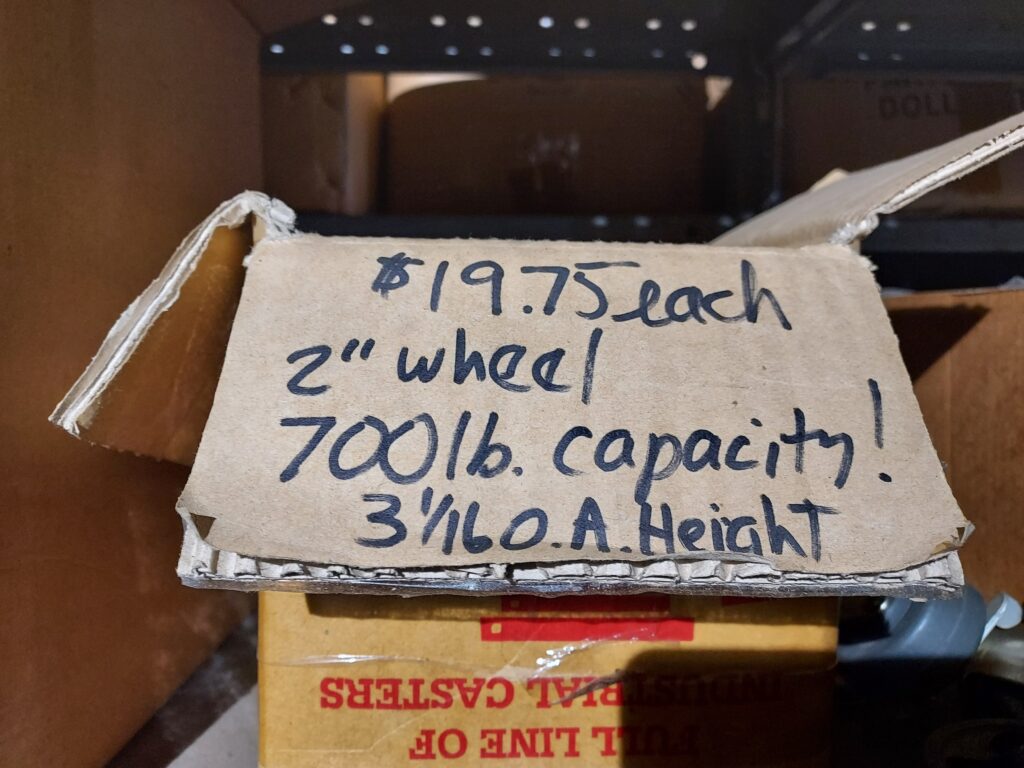 $19.75 each
2" wheel
700lb. capacity!
3 1/16 O.A. Height
FULL LINE OF
INDUSTRIAL CASTERS